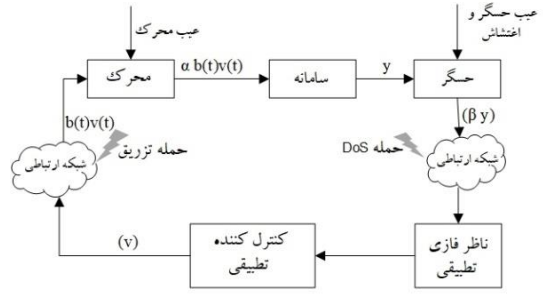 عیب محرک
عیب حسگر و
اغتشاش
محرک
α b(t)v(t)
سامانه
y
حسگر
b(t)v(t)
(β y)
حمله تزریق
حمله DoS
شبکه ارتباطی
شبکه ارتباطی
(v)
کنترل کننده
تطبیقی
ناظر فازی
تطبیقی